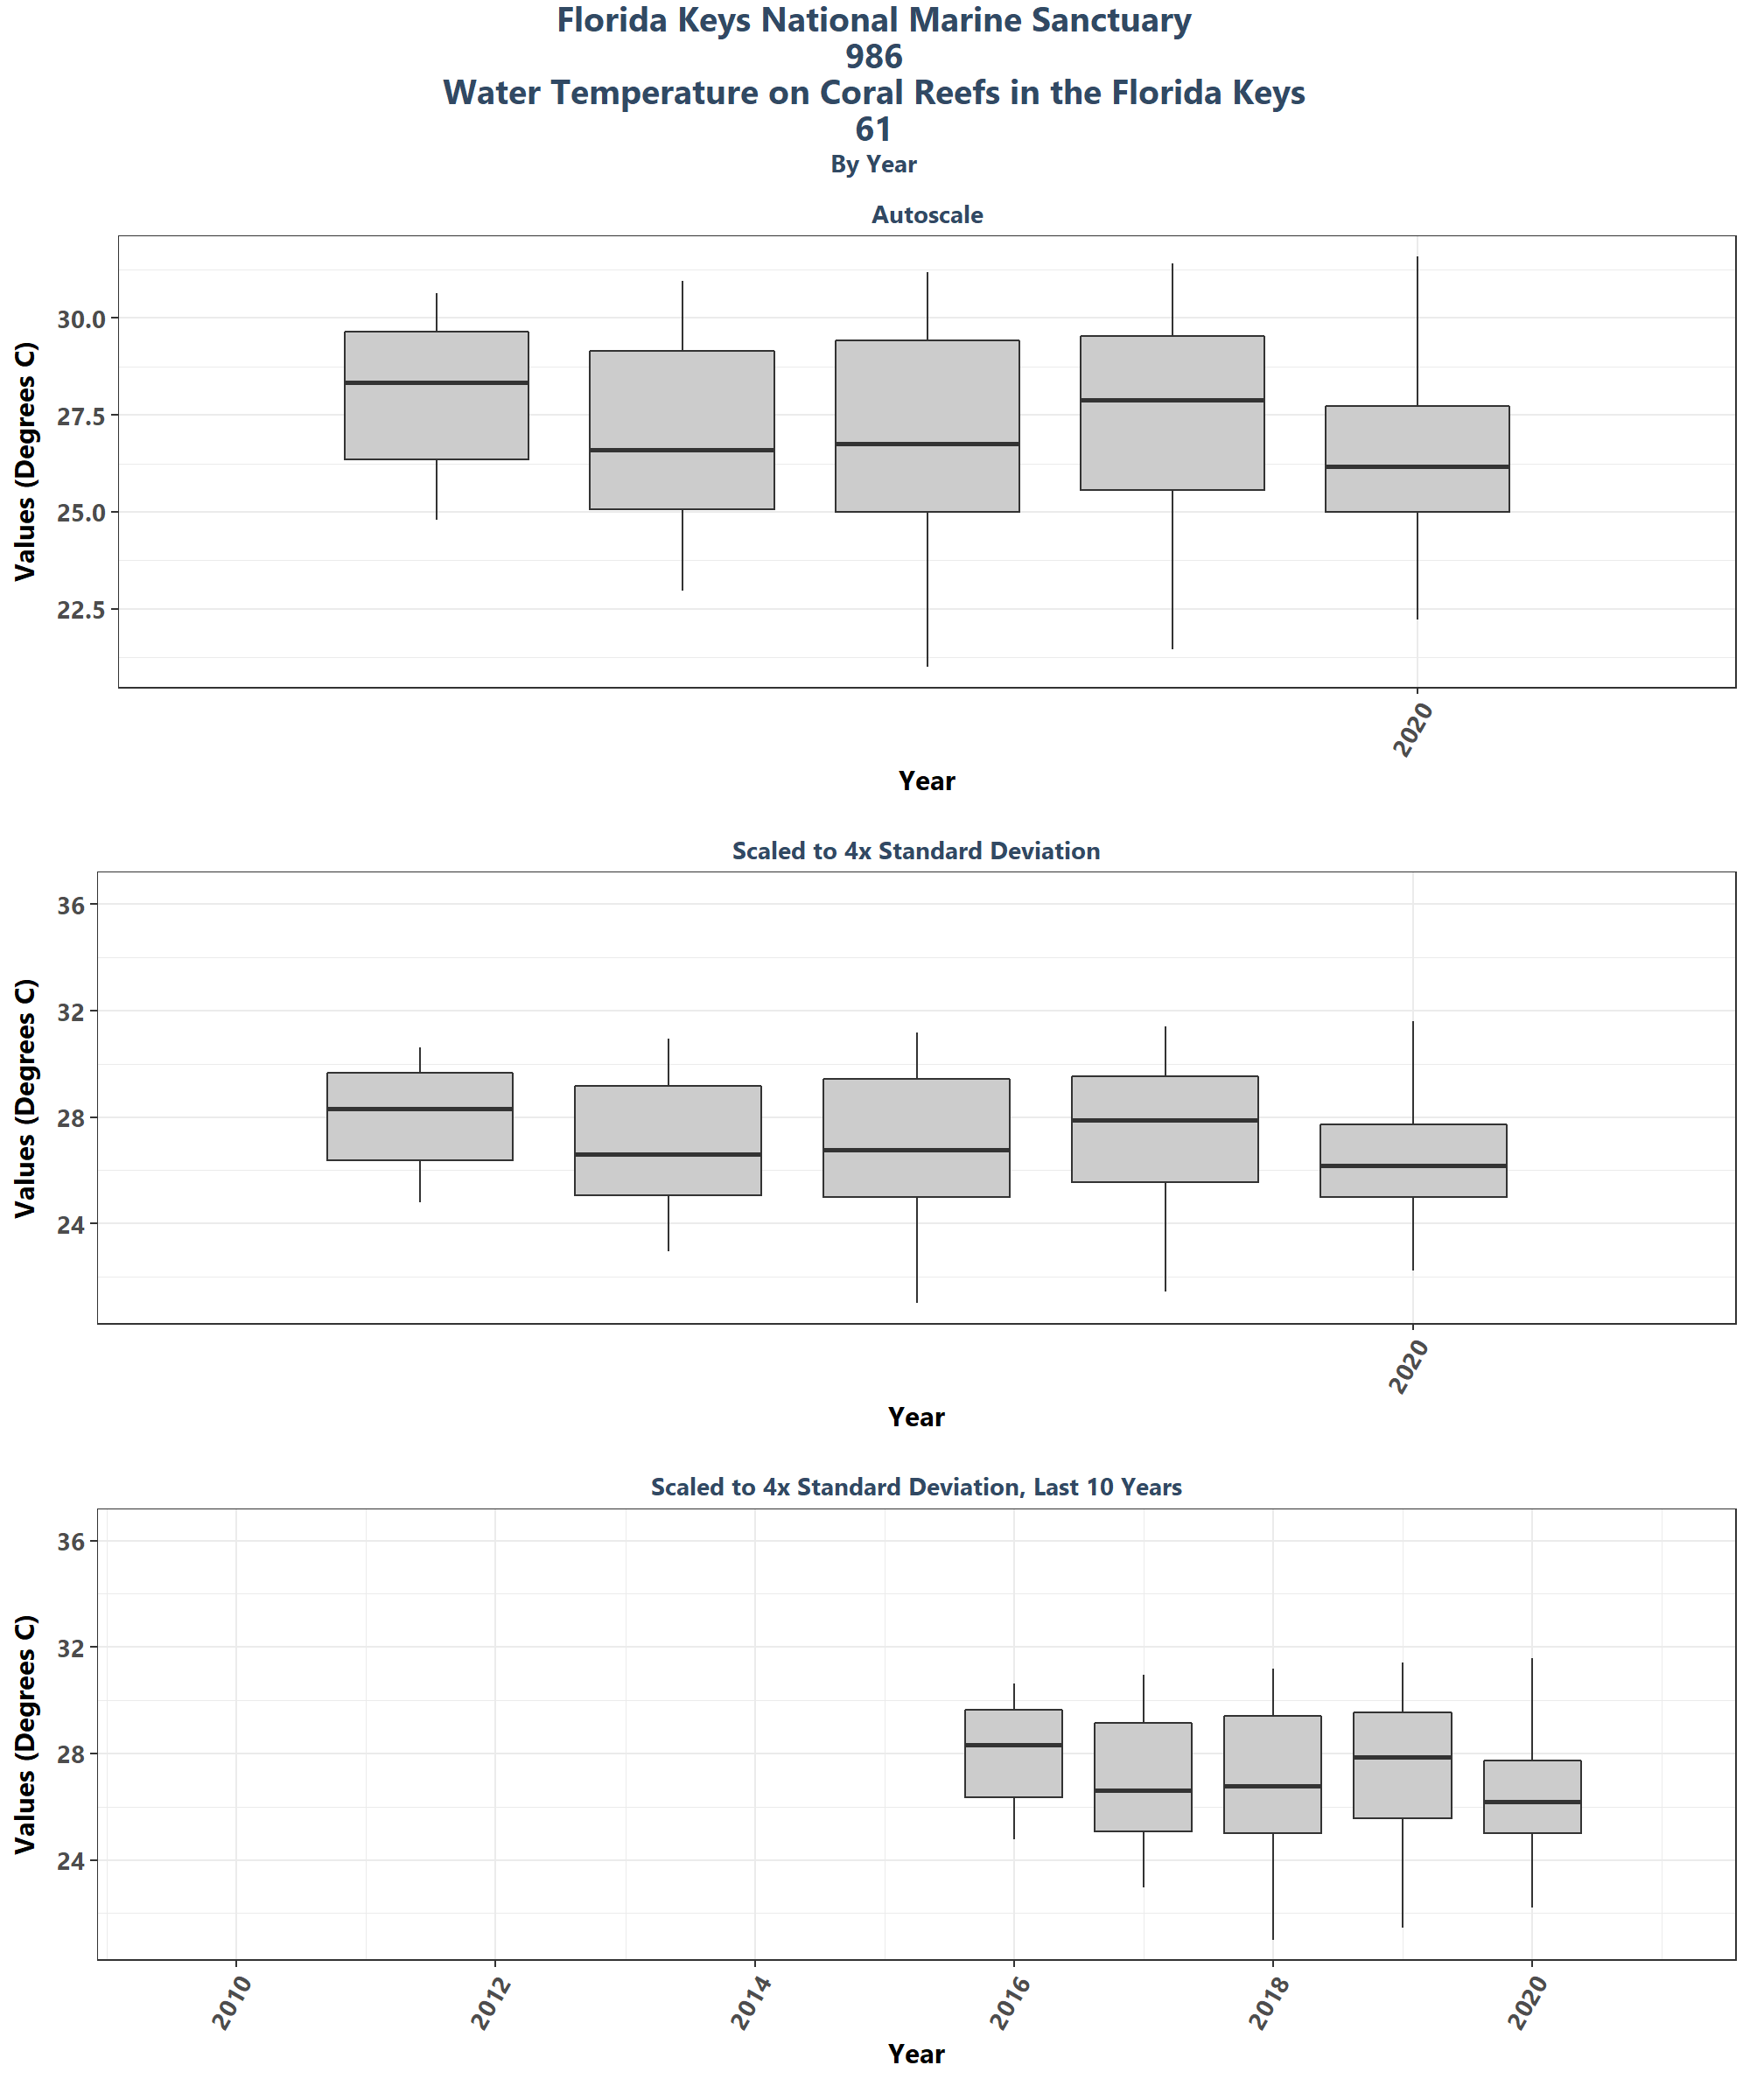 Florida Keys National Marine Sanctuary
986
Water Temperature on Coral Reefs in the Florida Keys
61
By Year
Autoscale
Values (Degrees C)
30.0
27.5
25.0
22.5
2020
Year
Scaled to 4x Standard Deviation
Values (Degrees C)
36
32
28
24
2020
Year
Scaled to 4x Standard Deviation, Last 10 Years
Values (Degrees C)
36
32
28
24
2010 2012 2014 2016 2018 2020
Year